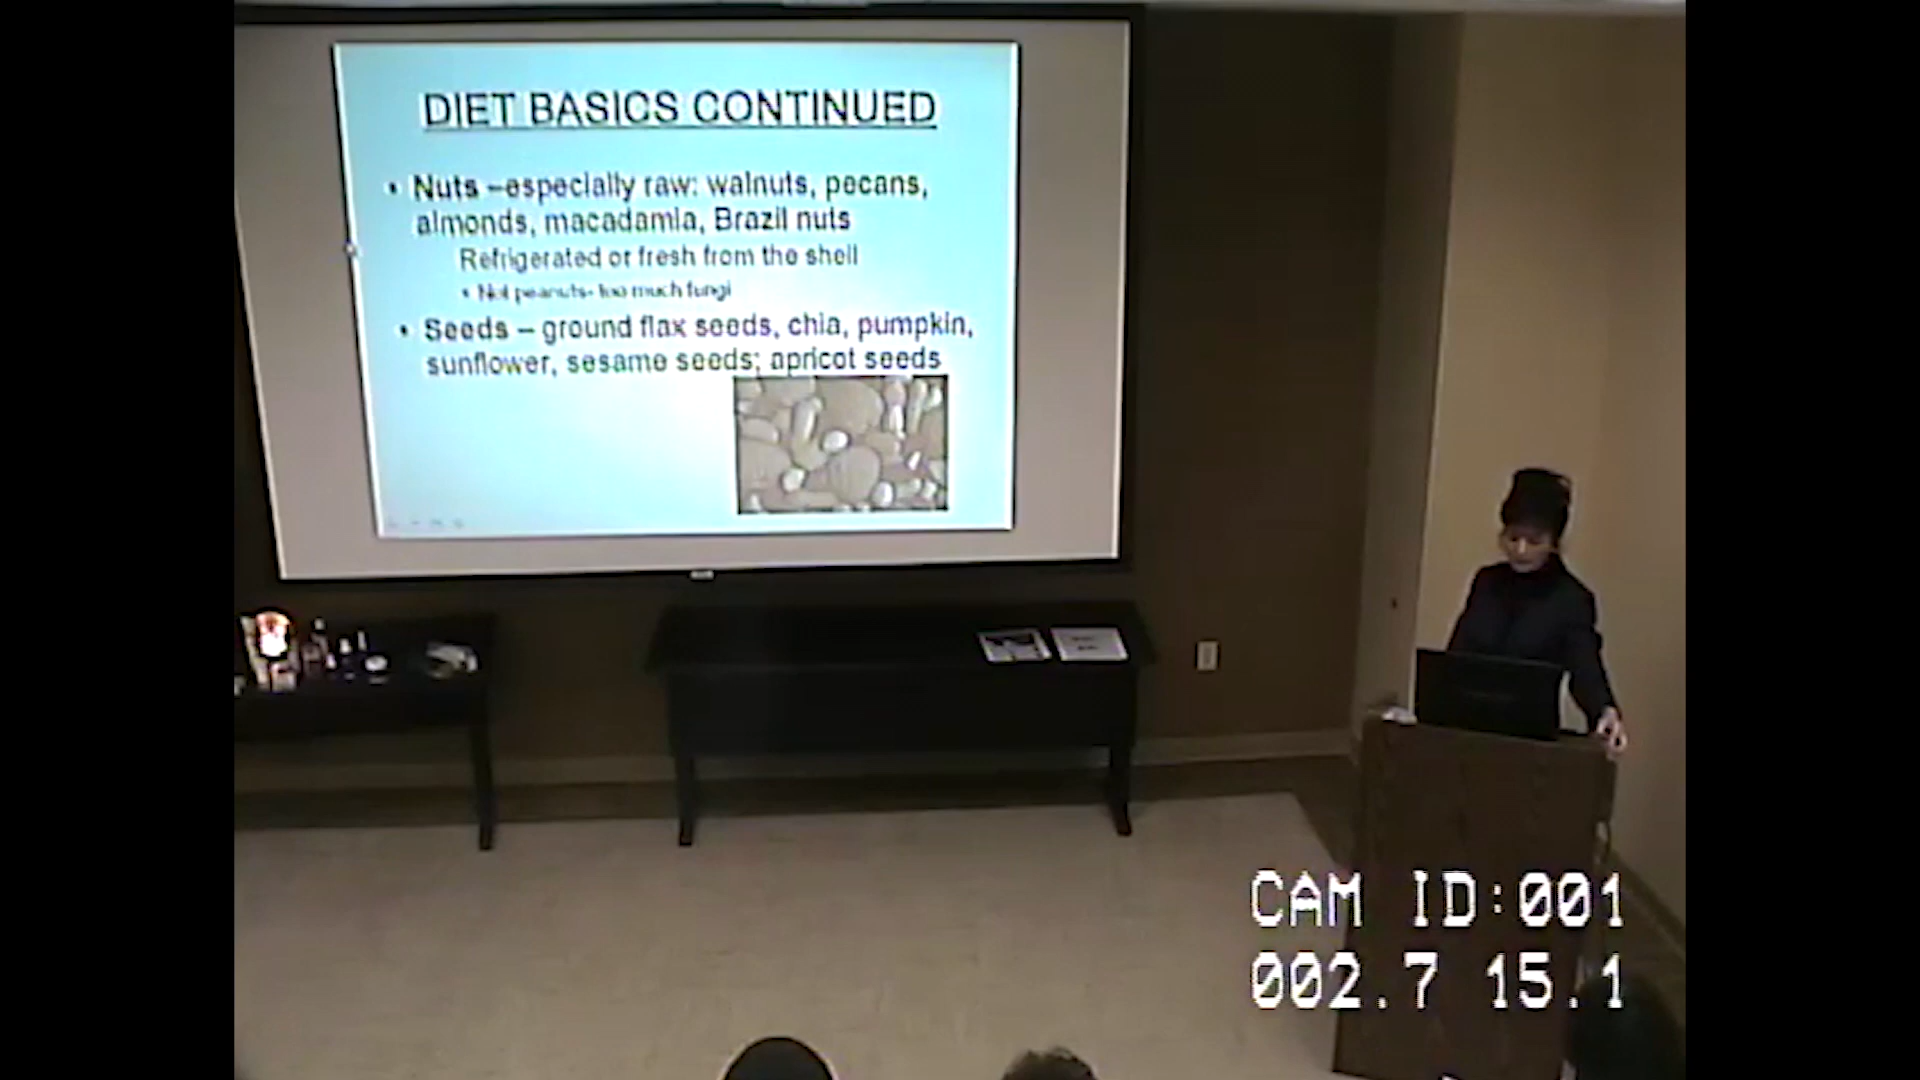 DIET BASICS CONTINUED
• Nuts –especially raw: walnuts, pecans,
almonds, macadamia, Brazil nuts
Refrigerated or fresh from the shell
• Not peanuts- too much fungi
• Seeds – ground flax seeds, chia, pumpkin,
sunflower, sesame seeds; apricot seeds
CAM ID:001
002.7 15.1